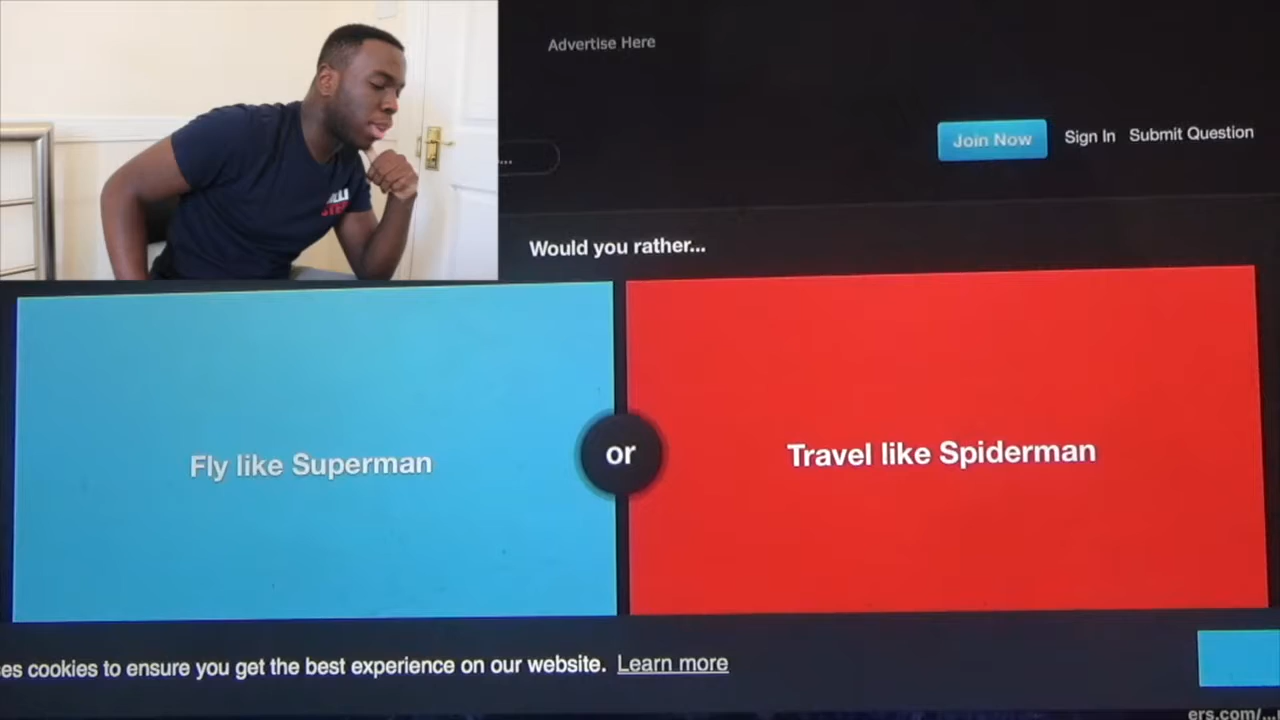 Advertise Here
Join Now
Sign In
Submit Question
...
Would you rather...
Fly like Superman
or
Travel like Spiderman
es cookies to ensure you get the best experience on our website. Learn more
ers.com/...